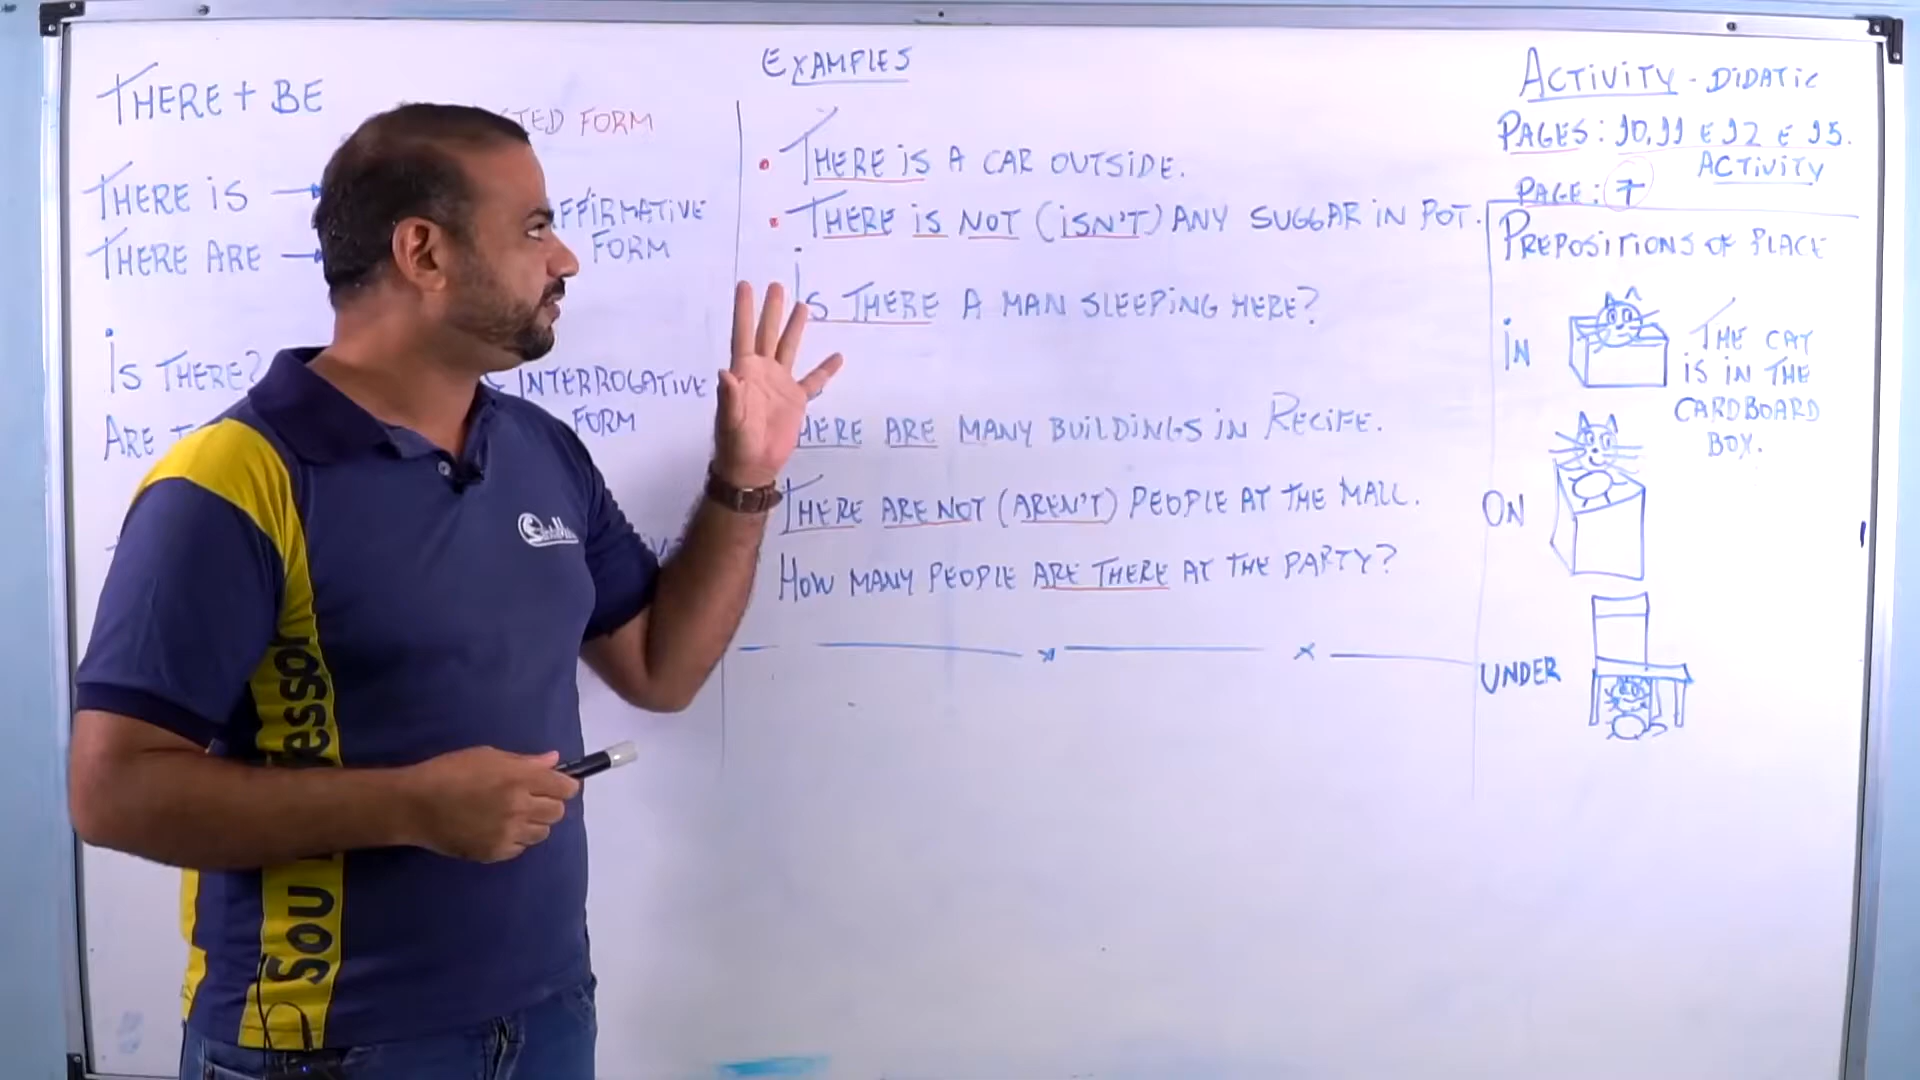 THERE + BE
FORM
THERE IS
THERE ARE
FORM
IS THERE?
ARE
INTERROGATIVE
FORM
EXAMPLES
• THERE IS A CAR OUTSIDE.
• THERE IS NOT (ISN'T) ANY SUGGAR IN POT.
IS THERE A MAN SLEEPING HERE?
ARE MANY BUILDINGS IN RECIFE.
THERE ARE NOT (AREN'T) PEOPLE AT THE MALL.
HOW MANY PEOPLE ARE THERE AT THE PARTY?
ACTIVITY - DIDATIC
PAGES: 10, 11 E 12 E 15.
ACTIVITY
PAGE: 7
PREPOSITIONS OF PLACE
IN
THE CAT
IS IN THE
CARDBOARD
BOX.
ON
UNDER
SOU